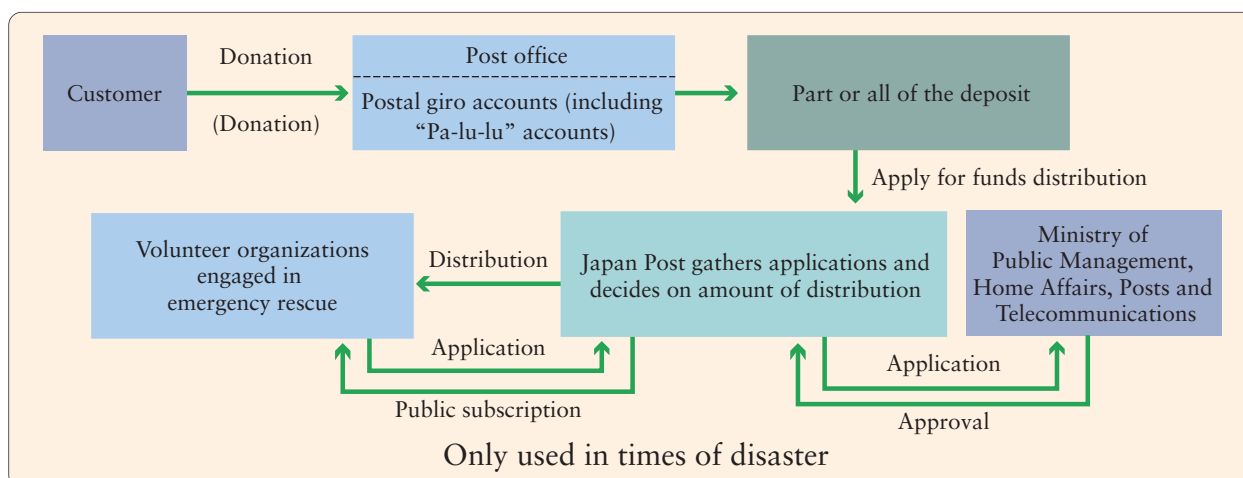 Customer
Donation
(Donation)
Post office
Postal giro accounts (including
“Pa-lu-lu” accounts)
Part or all of the deposit
Apply for funds distribution
Volunteer organizations
engaged in
emergency rescue
Distribution
Japan Post gathers applications and
decides on amount of distribution
Ministry of
Public Management,
Home Affairs, Posts and
Telecommunications
Application
Public subscription
Application
Approval
Only used in times of disaster